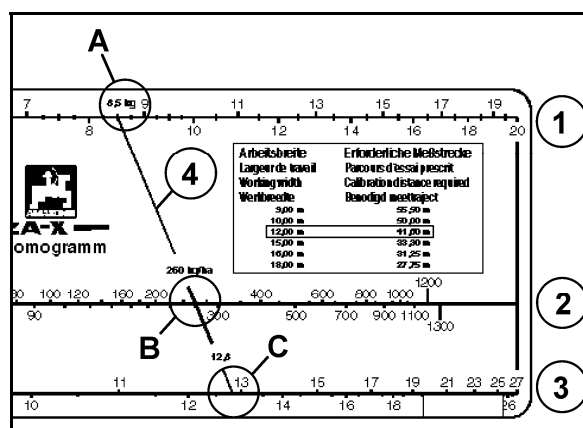 A
8,5 kg
7 9 11 12 13 15 17 19
8 10 13 14 16 18 20
1
4
Arbeitsbreite Erforderliche Meßstrecke
Largeur de travail Parcours d'essai prescrit
Working width Calibration distance required
Werkbreedte Benodigd meettraject
9,00 m 55,50 m
10,00 m 50,00 m
12,00 m 41,60 m
15,00 m 33,30 m
16,00 m 31,25 m
18,00 m 27,75 m
ZA-X
omogramm
260 kg/ha
1200
80 100 120 160 200 400 600 800 1000
90 300 500 700 900 1100
1300
2
B
12,8
C
11 13 15 17 19 21 23 25 27
10 12 14 16 18 26
3